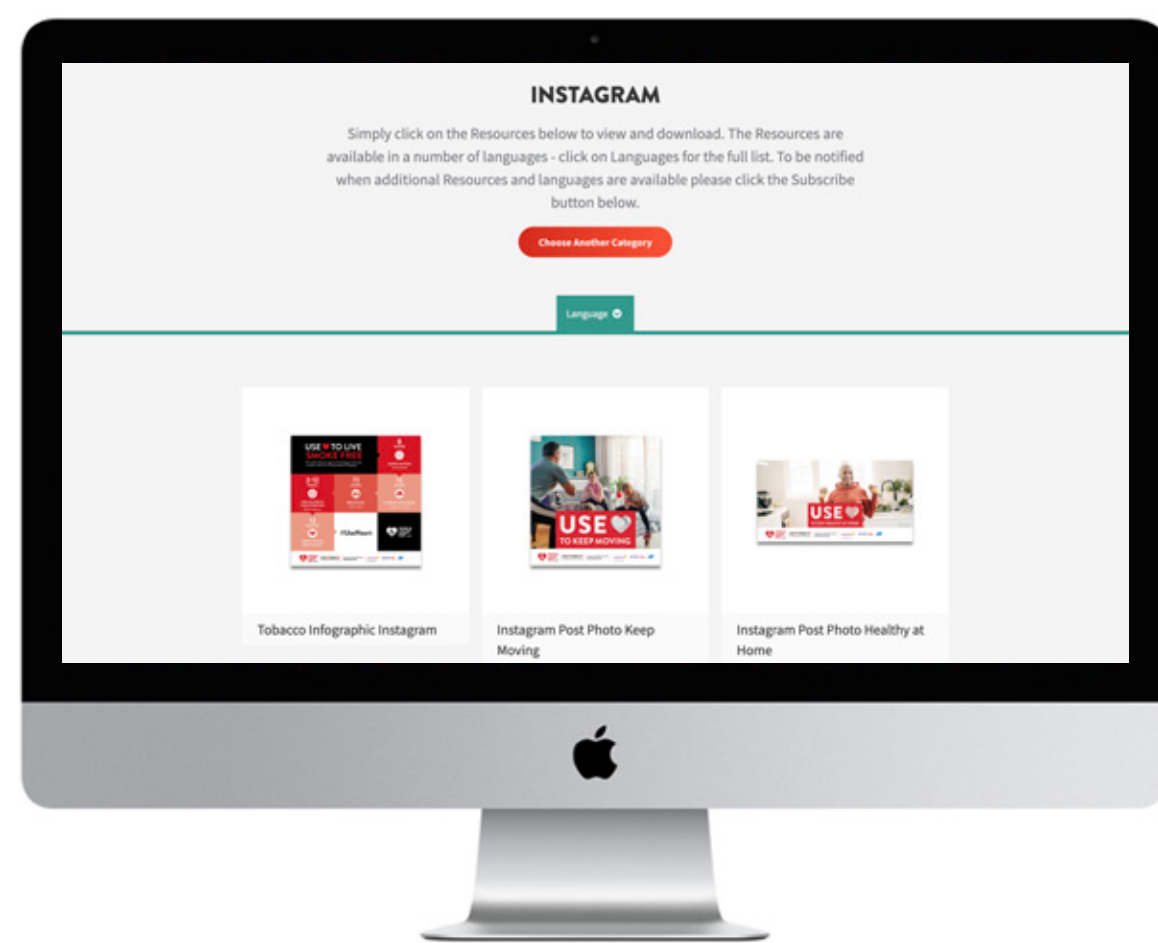 INSTAGRAM
Simply click on the Resources below to view and download. The Resources are
available in a number of languages - click on Languages for the full list. To be notified
when additional Resources and languages are available please click the Subscribe
button below.
Choose Another Category
Language
USE TO LIVE
SMOKE FREE
USE
TO KEEP MOVING
USE
Tobacco Infographic Instagram
Instagram Post Photo Keep
Moving
Instagram Post Photo Healthy at
Home